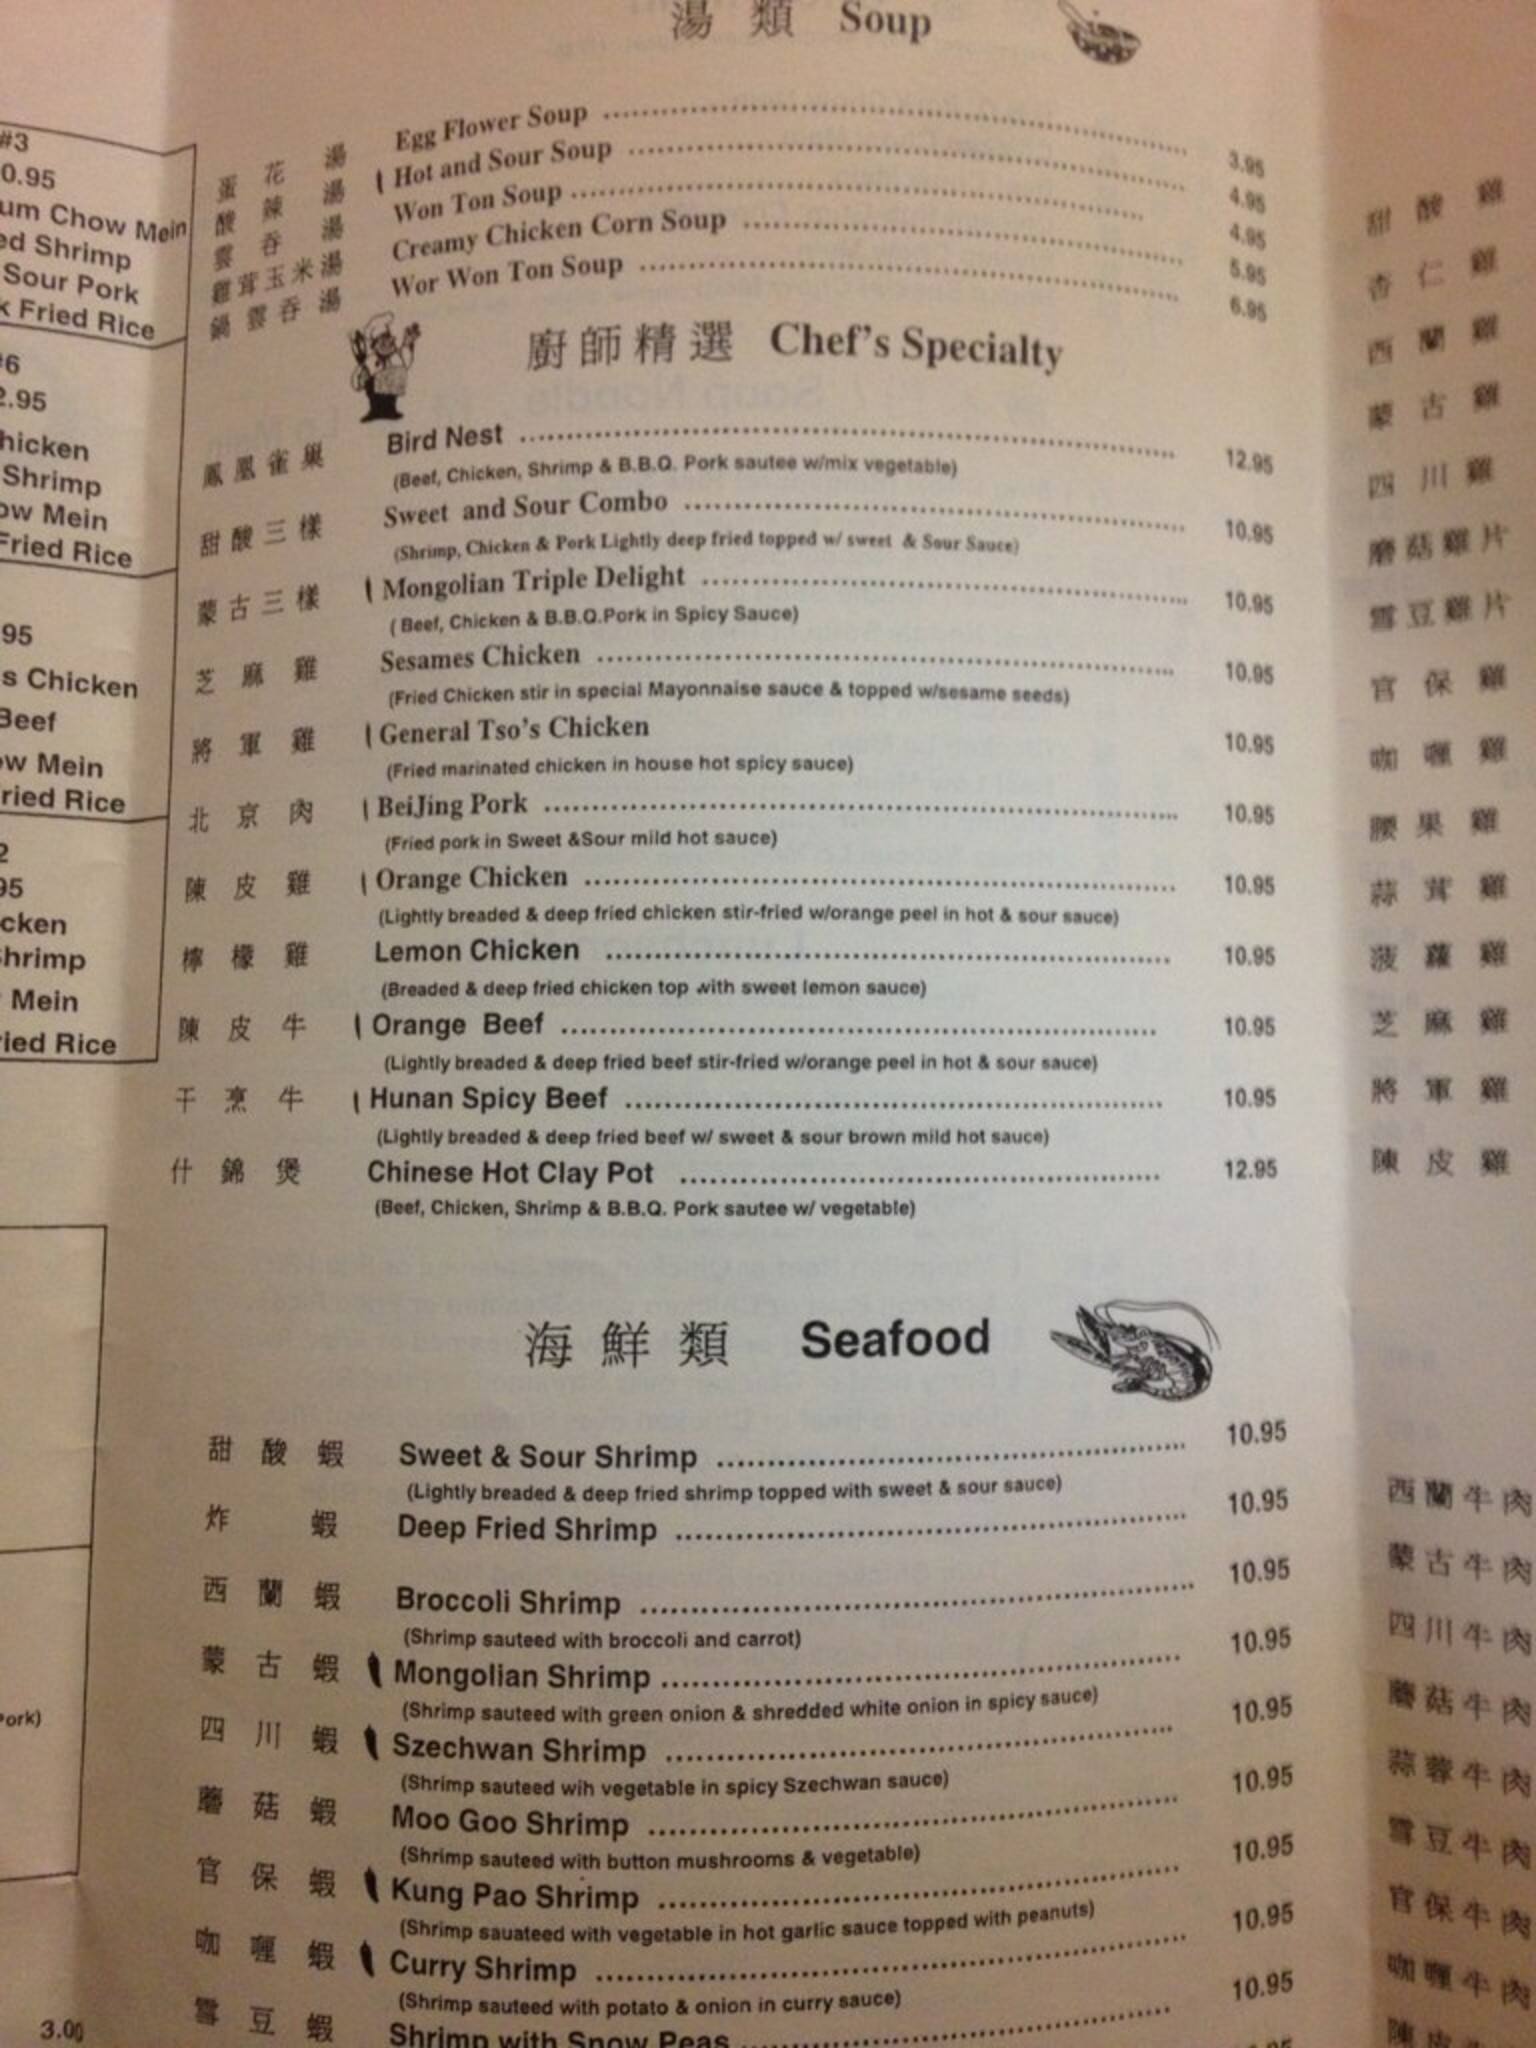 湯 類 Soup
蛋 花 湯 Egg Flower Soup 3.95
酸 辣 湯 Hot and Sour Soup 4.95
雲 吞 湯 Won Ton Soup 4.95
雞茸玉米湯 Creamy Chicken Corn Soup 5.95
鍋雲吞湯 Wor Won Ton Soup 6.95
廚師精選 Chef's Specialty
鳳凰雀巢 Bird Nest 12.95
(Beef, Chicken, Shrimp & B.B.Q. Pork sautee w/mix vegetable)
甜酸三樣 Sweet and Sour Combo 10.95
(Shrimp, Chicken & Pork Lightly deep fried topped w/ sweet & Sour Sauce)
蒙古三樣 Mongolian Triple Delight 10.95
( Beef, Chicken & B.B.Q.Pork in Spicy Sauce)
芝麻雞 Sesames Chicken 10.95
(Fried Chicken stir in special Mayonnaise sauce & topped w/sesame seeds)
將軍雞 General Tso's Chicken 10.95
(Fried marinated chicken in house hot spicy sauce)
北京肉 BeiJing Pork 10.95
(Fried pork in Sweet &Sour mild hot sauce)
陳皮雞 Orange Chicken 10.95
(Lightly breaded & deep fried chicken stir-fried w/orange peel in hot & sour sauce)
檸檬雞 Lemon Chicken 10.95
(Breaded & deep fried chicken top with sweet lemon sauce)
陳皮牛 Orange Beef 10.95
(Lightly breaded & deep fried beef stir-fried w/orange peel in hot & sour sauce)
干烹牛 Hunan Spicy Beef 10.95
(Lightly breaded & deep fried beef w/ sweet & sour brown mild hot sauce)
什錦煲 Chinese Hot Clay Pot 12.95
(Beef, Chicken, Shrimp & B.B.Q. Pork sautee w/ vegetable)
海鮮類 Seafood
甜酸蝦 Sweet & Sour Shrimp 10.95
(Lightly breaded & deep fried shrimp topped with sweet & sour sauce)
炸蝦 Deep Fried Shrimp 10.95
西蘭蝦 Broccoli Shrimp 10.95
(Shrimp sauteed with broccoli and carrot)
蒙古蝦 Mongolian Shrimp 10.95
(Shrimp sauteed with green onion & shredded white onion in spicy sauce)
四川蝦 Szechwan Shrimp 10.95
(Shrimp sauteed wih vegetable in spicy Szechwan sauce)
蘑菇蝦 Moo Goo Shrimp 10.95
(Shrimp sauteed with button mushrooms & vegetable)
官保蝦 Kung Pao Shrimp 10.95
(Shrimp sauateed with vegetable in hot garlic sauce topped with peanuts)
咖喱蝦 Curry Shrimp 10.95
(Shrimp sauteed with potato & onion in curry sauce)
雪豆蝦 Shrimp with Snow Peas 10.95
#3
0.95
um Chow Mein
ed Shrimp
Sour Pork
k Fried Rice
#6
2.95
hicken
Shrimp
ow Mein
Fried Rice
95
s Chicken
Beef
ow Mein
ried Rice
2
95
cken
Shrimp
Mein
ried Rice
Pork)
3.00
甜酸雞
杏仁雞
西蘭雞
蒙古雞
四川雞
蘑菇雞片
雪豆雞片
官保雞
咖喱雞
腰果雞
蒜茸雞
菠蘿雞
芝麻雞
將軍雞
陳皮雞
西蘭牛肉
蒙古牛肉
四川牛肉
蘑菇牛肉
蒜蓉牛肉
雪豆牛肉
官保牛肉
咖喱牛肉
陳皮